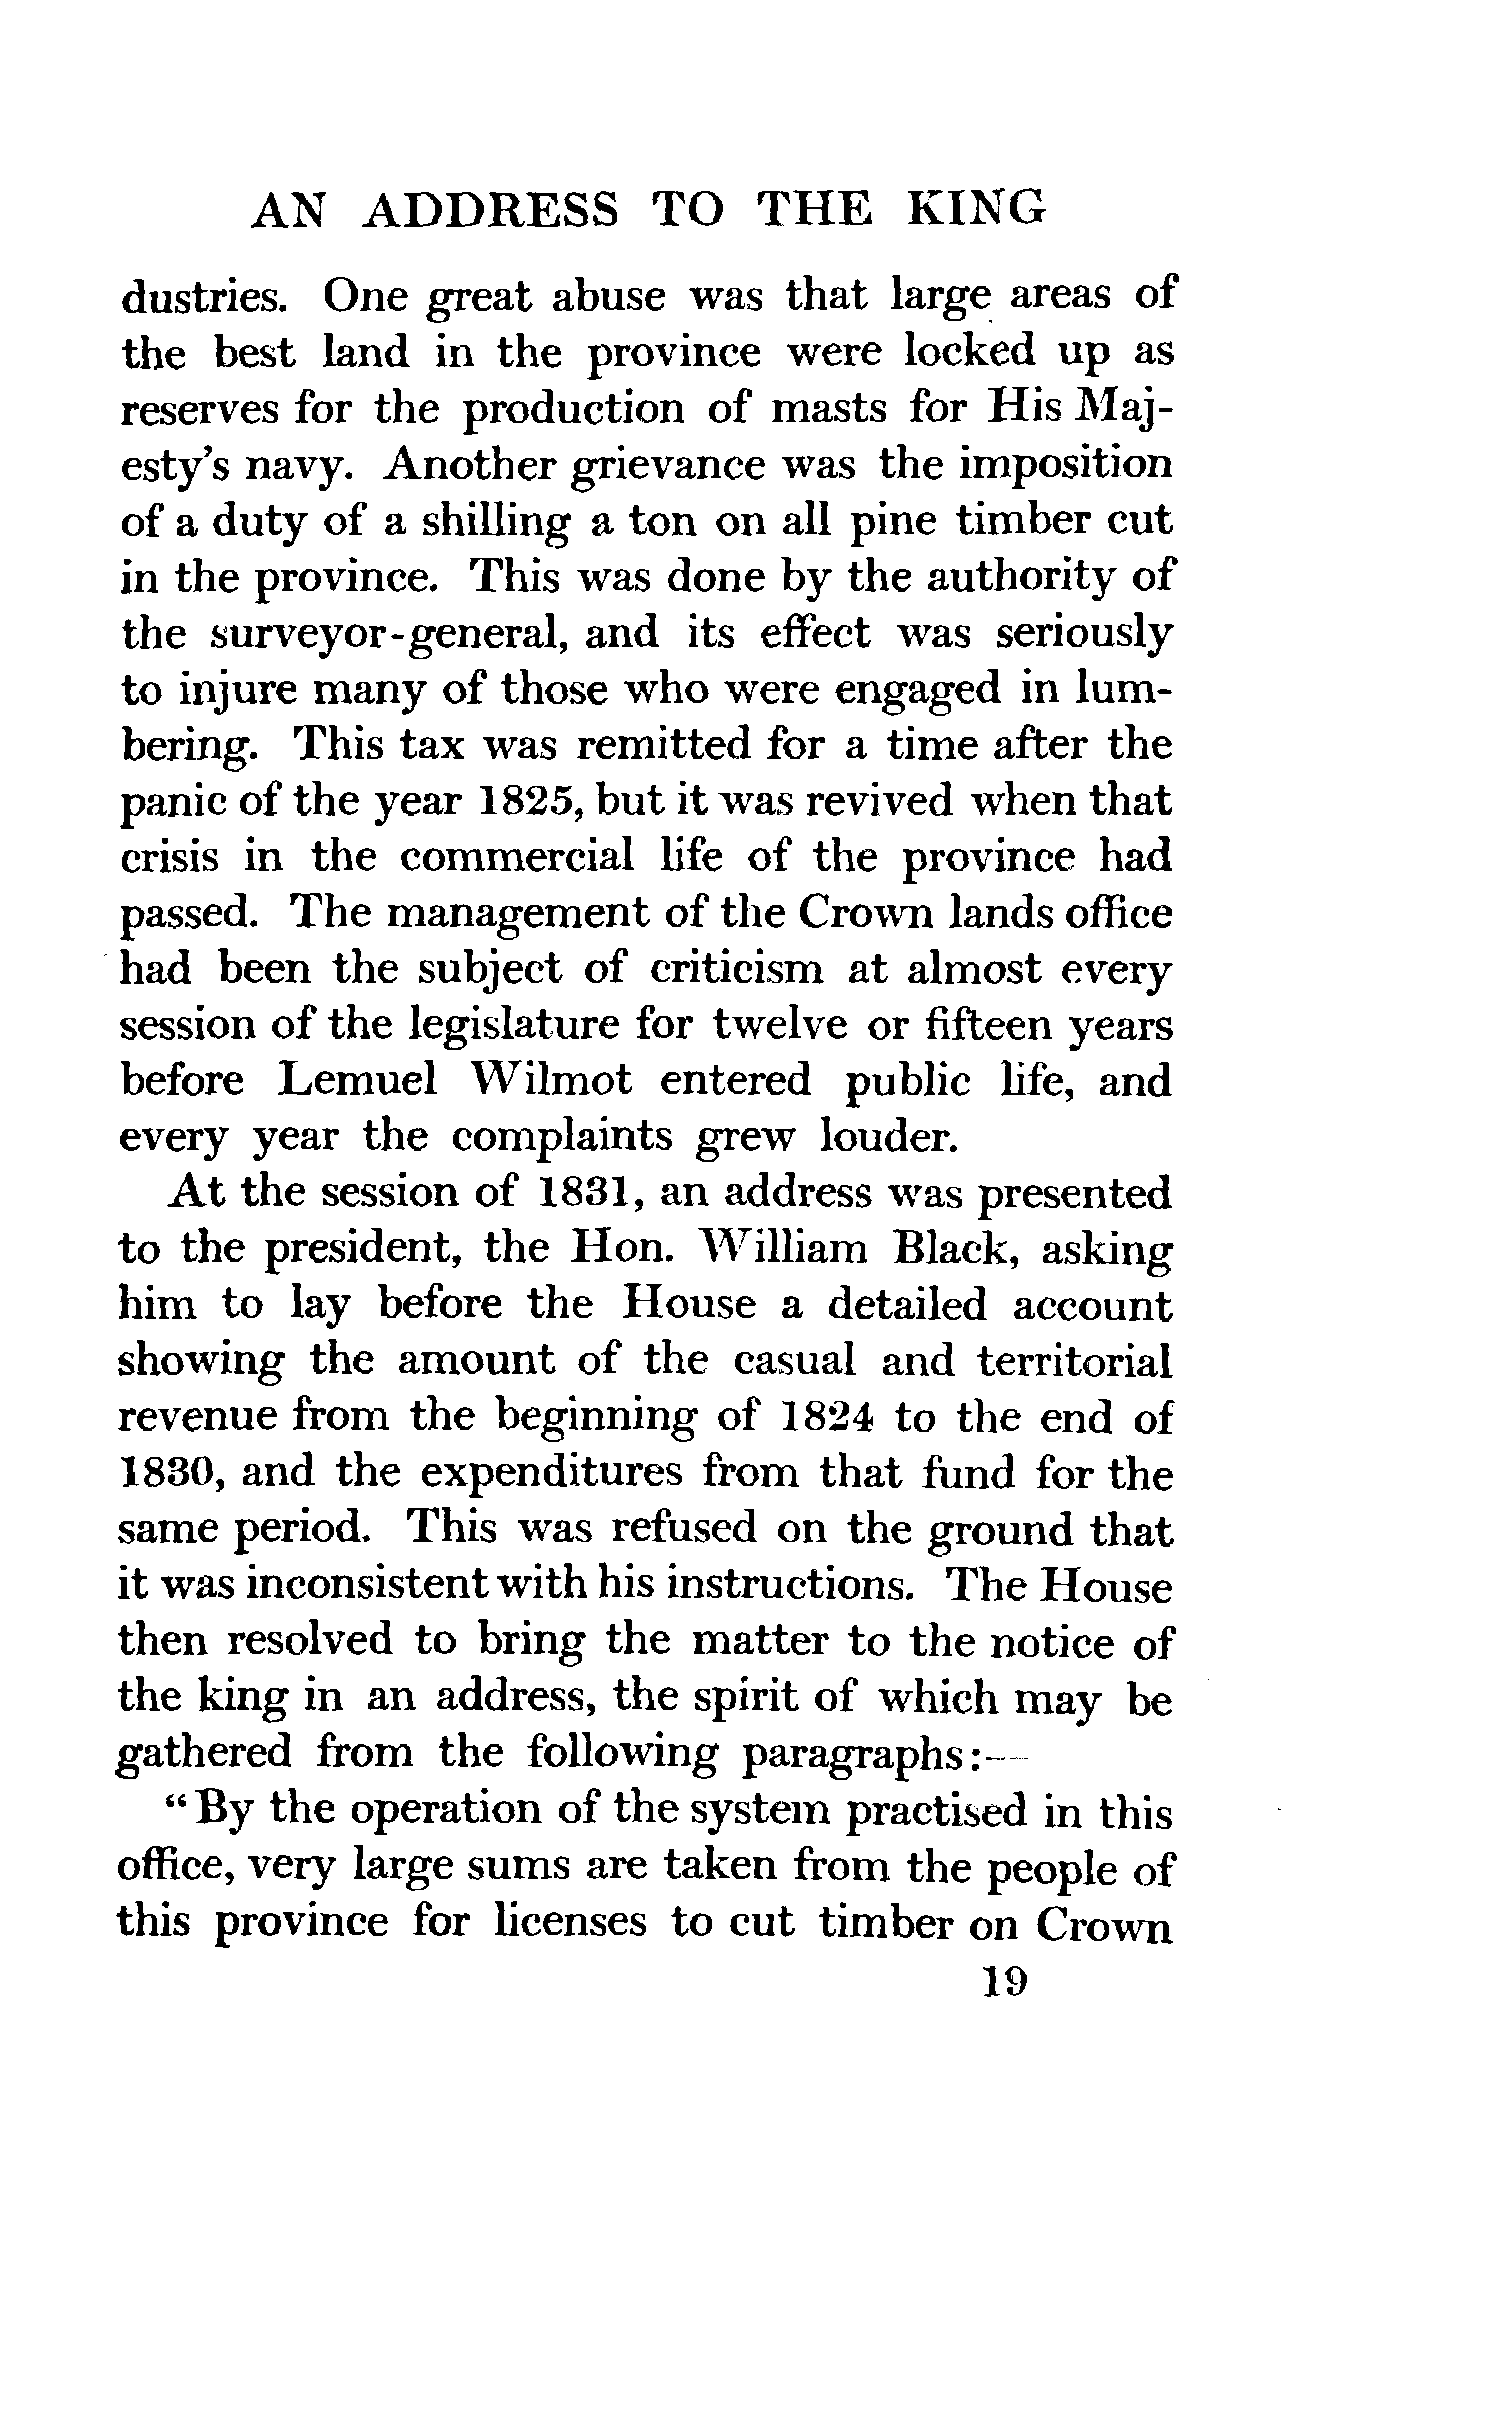 AN ADDRESS TO THE KING
dustries. One great abuse was that large areas of
the best land in the province were locked up as
reserves for the production of masts for His Maj-
esty's navy. Another grievance was the imposition
of a duty of a shilling a ton on all pine timber cut
in the province. This was done by the authority of
the surveyor-general, and its effect was seriously
to injure many of those who were engaged in lum-
bering. This tax was remitted for a time after the
panic of the year 1825, but it was revived when that
crisis in the commercial life of the province had
passed. The management of the Crown lands office
had been the subject of criticism at almost every
session of the legislature for twelve or fifteen years
before Lemuel Wilmot entered public life, and
every year the complaints grew louder.
At the session of 1831, an address was presented
to the president, the Hon. William Black, asking
him to lay before the House a detailed account
showing the amount of the casual and territorial
revenue from the beginning of 1824 to the end of
1830, and the expenditures from that fund for the
same period. This was refused on the ground that
it was inconsistent with his instructions. The House
then resolved to bring the matter to the notice of
the king in an address, the spirit of which may be
gathered from the following paragraphs:—
"By the operation of the system practised in this
office, very large sums are taken from the people of
this province for licenses to cut timber on Crown
19